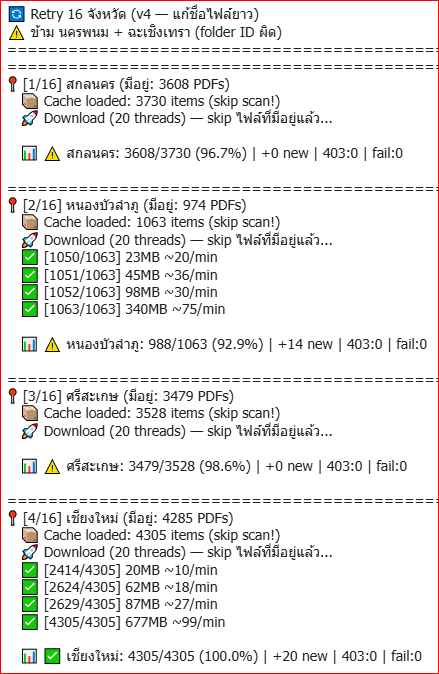 🔄 Retry 16 จังหวัด (v4 — แก้ชื่อไฟล์ยาว)
⚠️ ข้าม นครพนม + ฉะเชิงเทรา (folder ID ผิด)
==================================================
==================================================
📍 [1/16] สกลนคร (มีอยู่: 3608 PDFs)
📦 Cache loaded: 3730 items (skip scan!)
🚀 Download (20 threads) — skip ไฟล์ที่มีอยู่แล้ว...
📊 ⚠️ สกลนคร: 3608/3730 (96.7%) | +0 new | 403:0 | fail:0
==================================================
📍 [2/16] หนองบัวลำภู (มีอยู่: 974 PDFs)
📦 Cache loaded: 1063 items (skip scan!)
🚀 Download (20 threads) — skip ไฟล์ที่มีอยู่แล้ว...
✅ [1050/1063] 23MB ~20/min
✅ [1051/1063] 45MB ~36/min
✅ [1052/1063] 98MB ~30/min
✅ [1063/1063] 340MB ~75/min
📊 ⚠️ หนองบัวลำภู: 988/1063 (92.9%) | +14 new | 403:0 | fail:0
==================================================
📍 [3/16] ศรีสะเกษ (มีอยู่: 3479 PDFs)
📦 Cache loaded: 3528 items (skip scan!)
🚀 Download (20 threads) — skip ไฟล์ที่มีอยู่แล้ว...
📊 ⚠️ ศรีสะเกษ: 3479/3528 (98.6%) | +0 new | 403:0 | fail:0
==================================================
📍 [4/16] เชียงใหม่ (มีอยู่: 4285 PDFs)
📦 Cache loaded: 4305 items (skip scan!)
🚀 Download (20 threads) — skip ไฟล์ที่มีอยู่แล้ว...
✅ [2414/4305] 20MB ~10/min
✅ [2624/4305] 62MB ~18/min
✅ [2629/4305] 87MB ~27/min
✅ [4305/4305] 677MB ~99/min
📊 ✅ เชียงใหม่: 4305/4305 (100.0%) | +20 new | 403:0 | fail:0